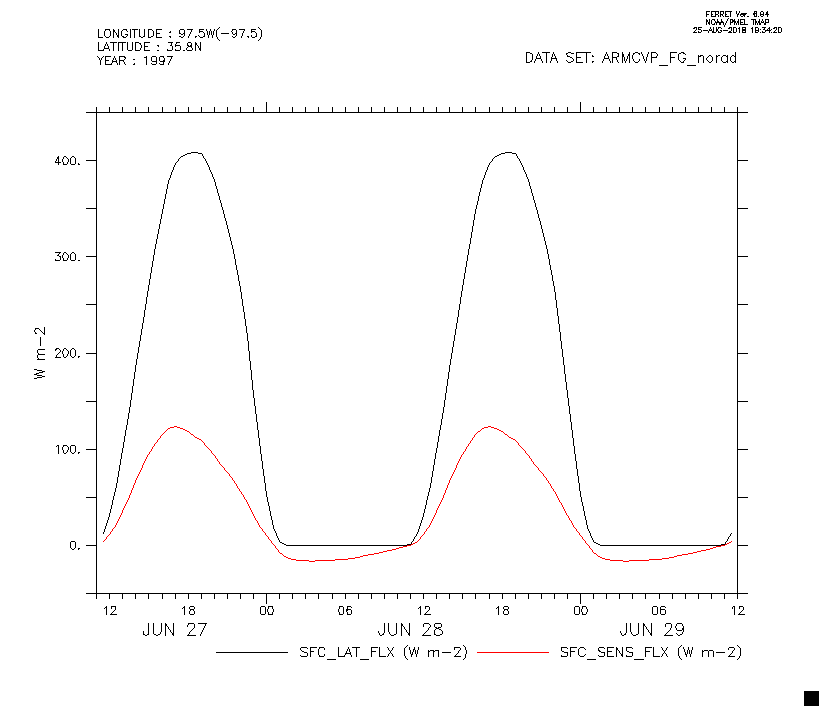 FERRET Ver. 6.94
NOAA/PMEL TMAP
25-AUG-2018 19:34:20
LONGITUDE : 97.5W(-97.5)
LATITUDE : 35.8N
YEAR : 1997
DATA SET: ARMCVP_FG_norad
400.
300.
200.
100.
0.
W m-2
12 18 00 06 12 18 00 06 12
JUN 27 JUN 28 JUN 29
SFC_LAT_FLX (W m-2) SFC_SENS_FLX (W m-2)